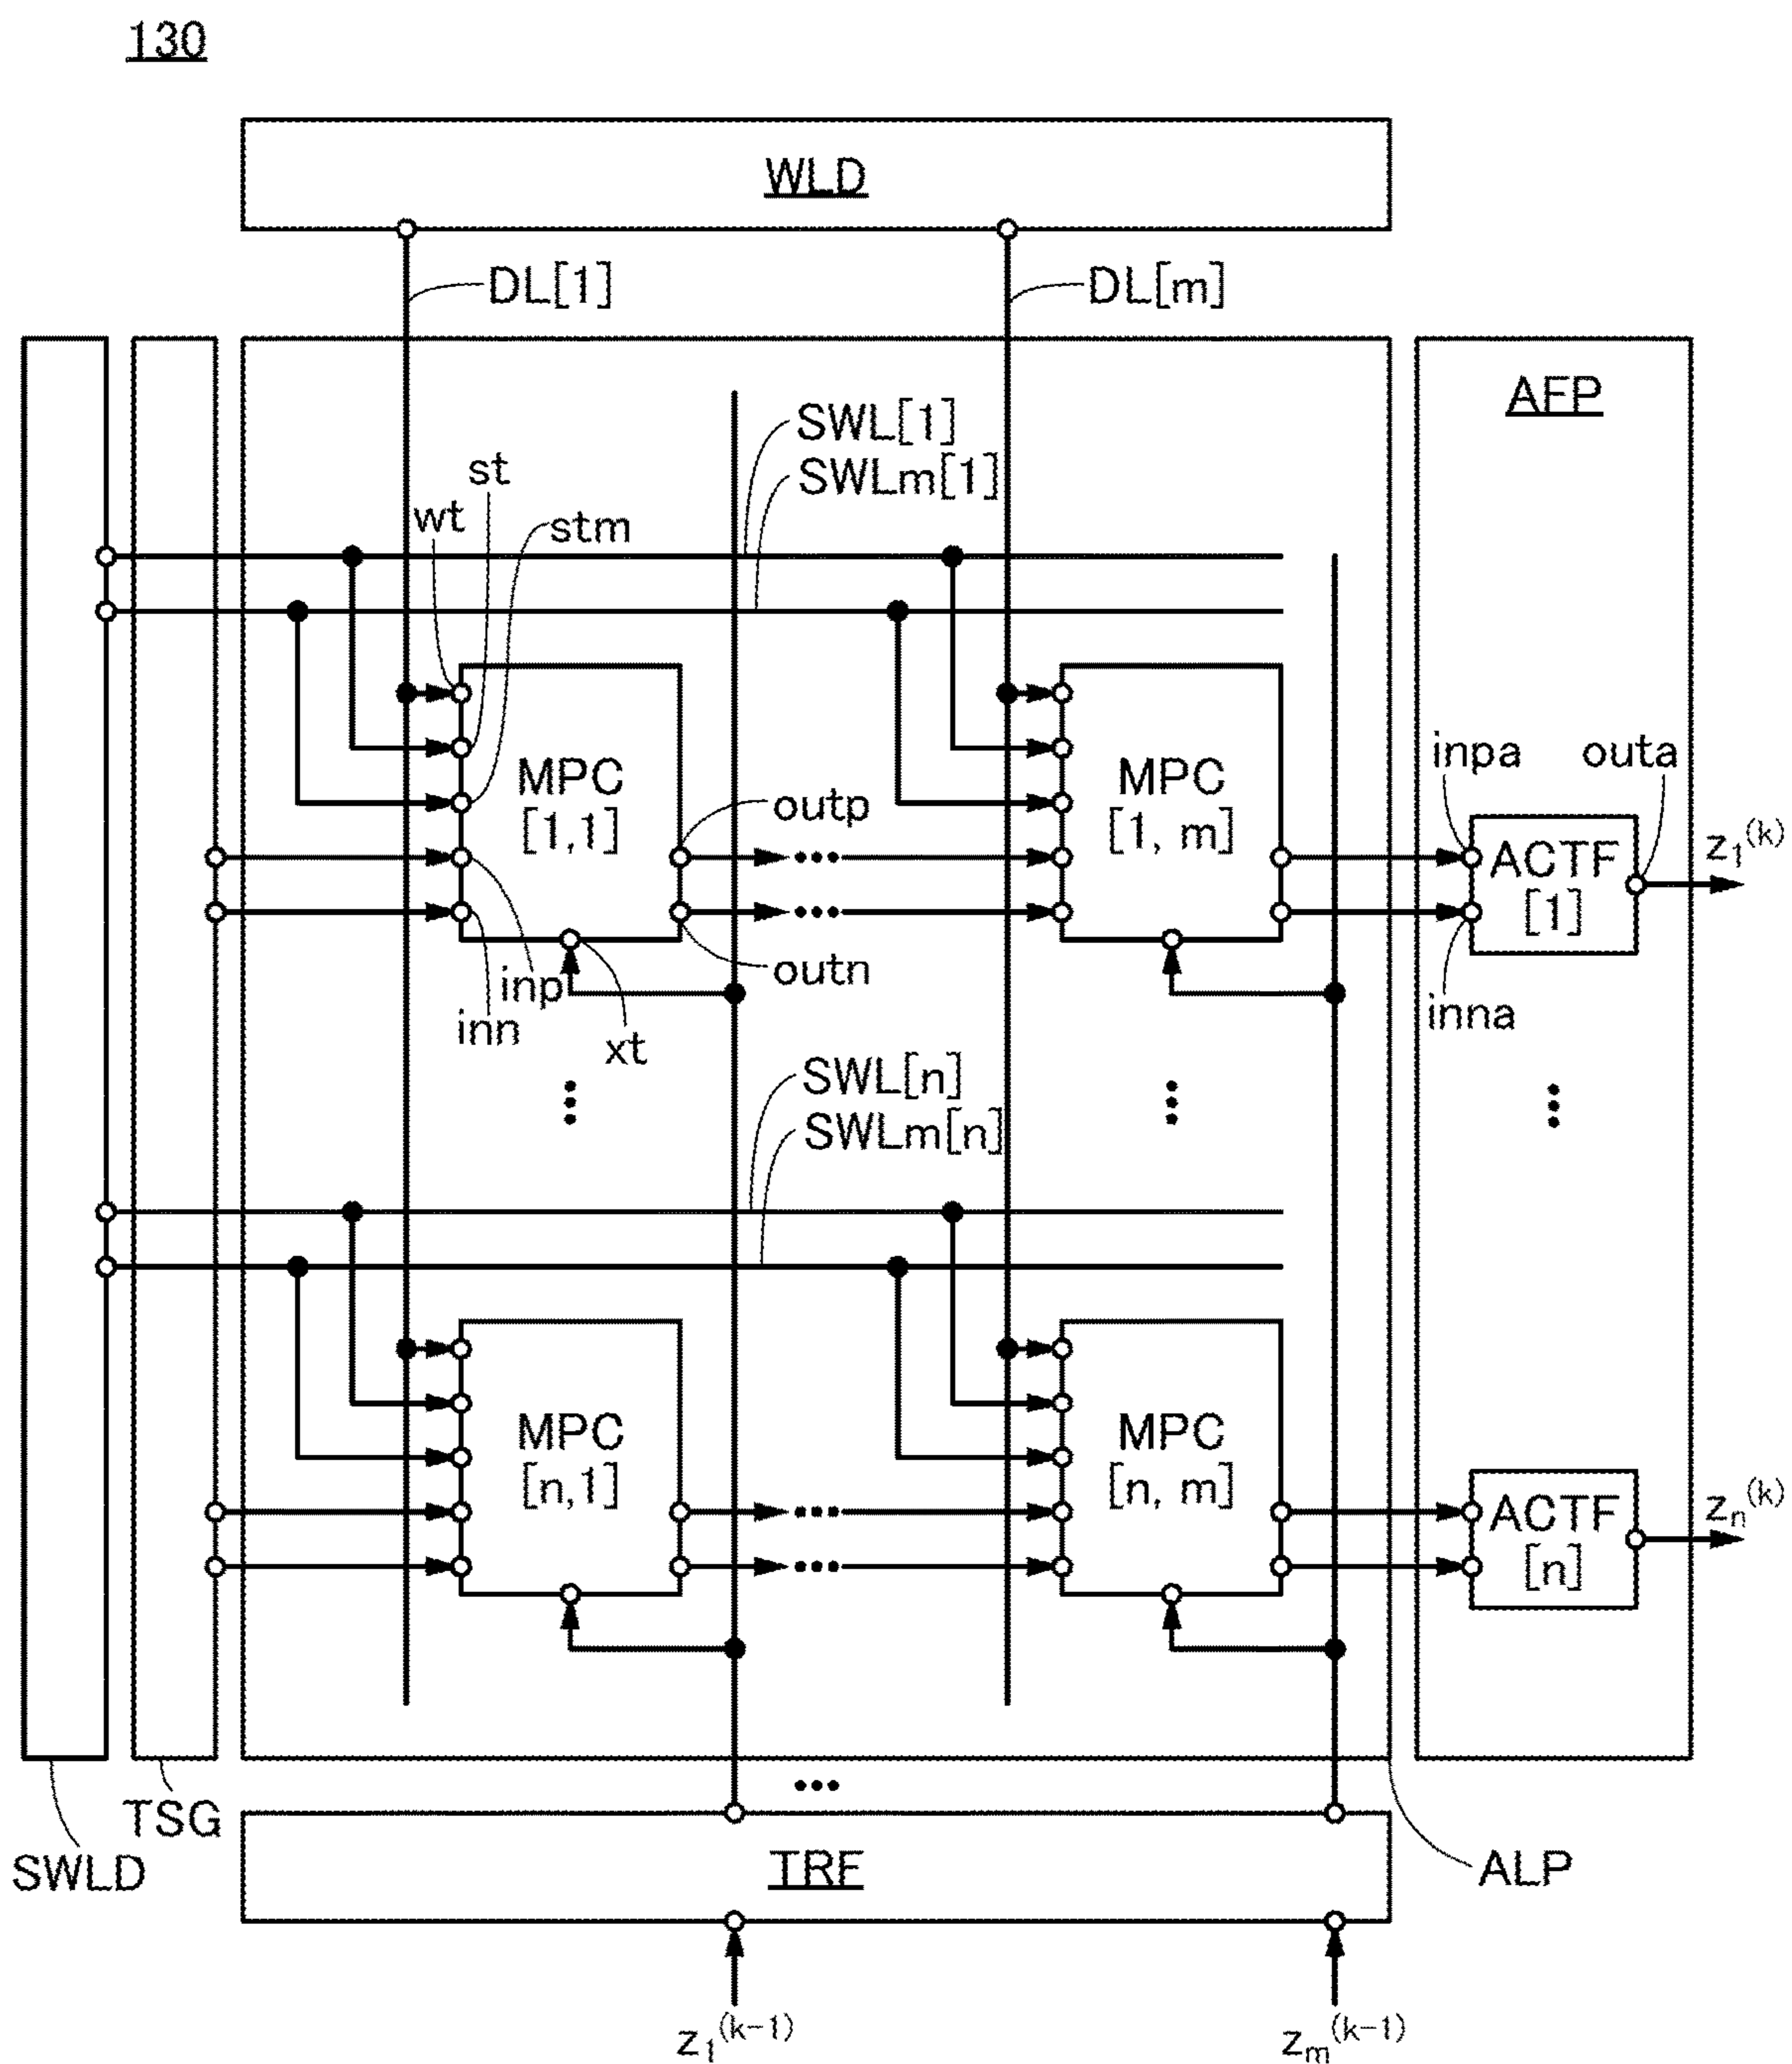 130
WLD
DL[1]
DL[m]
AFP
SWL[1]
SWLm[1]
st
wt
stm
MPC
[1,1]
MPC
[1, m]
inpa
outa
outp
ACTF
[1]
z1(k)
outn
inp
inn
xt
inna
SWL[n]
SWLm[n]
MPC
[n,1]
MPC
[n, m]
ACTF
[n]
zn(k)
TSG
SWLD
TRF
ALP
z1(k-1)
zm(k-1)